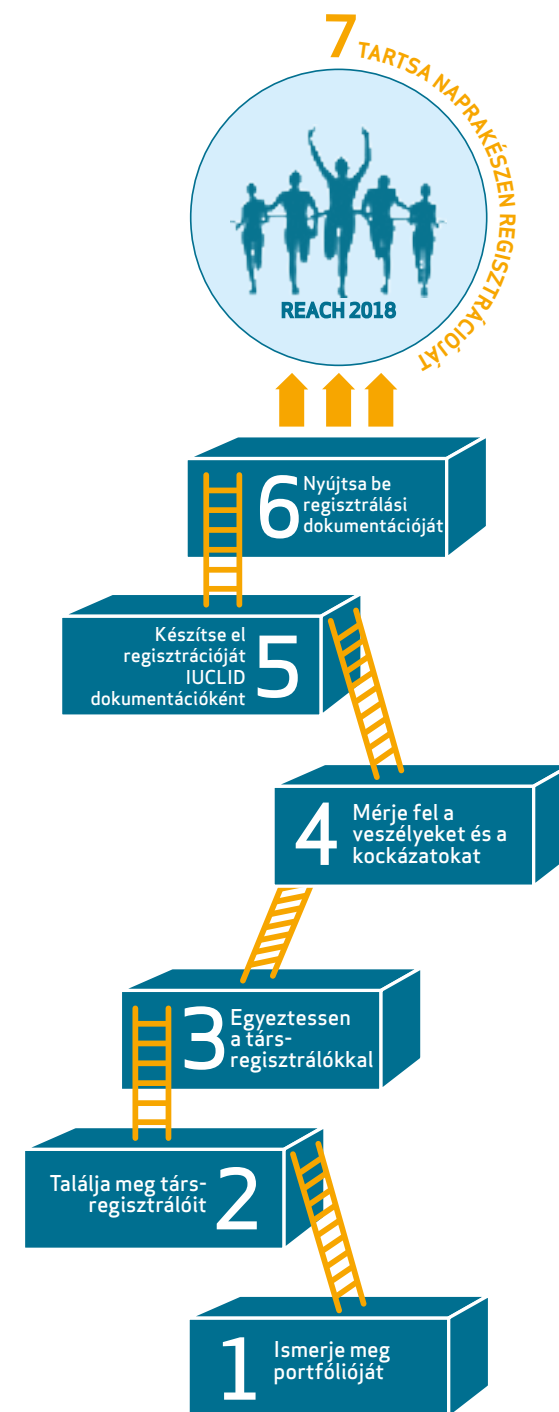 7 TARTSA NAPRAKÉSZEN REGISZTRÁCIÓJÁT
REACH 2018
6
Nyújtsa be
regisztrálási
dokumentációját
Készítse el
regisztrációját
IUCLID
dokumentációként
5
4
Mérje fel a
veszélyeket és a
kockázatokat
3
Egyeztessen
a társ-
regisztrálókkal
Találja meg társ-
regisztrálóit
2
1
Ismerje meg
portfólióját